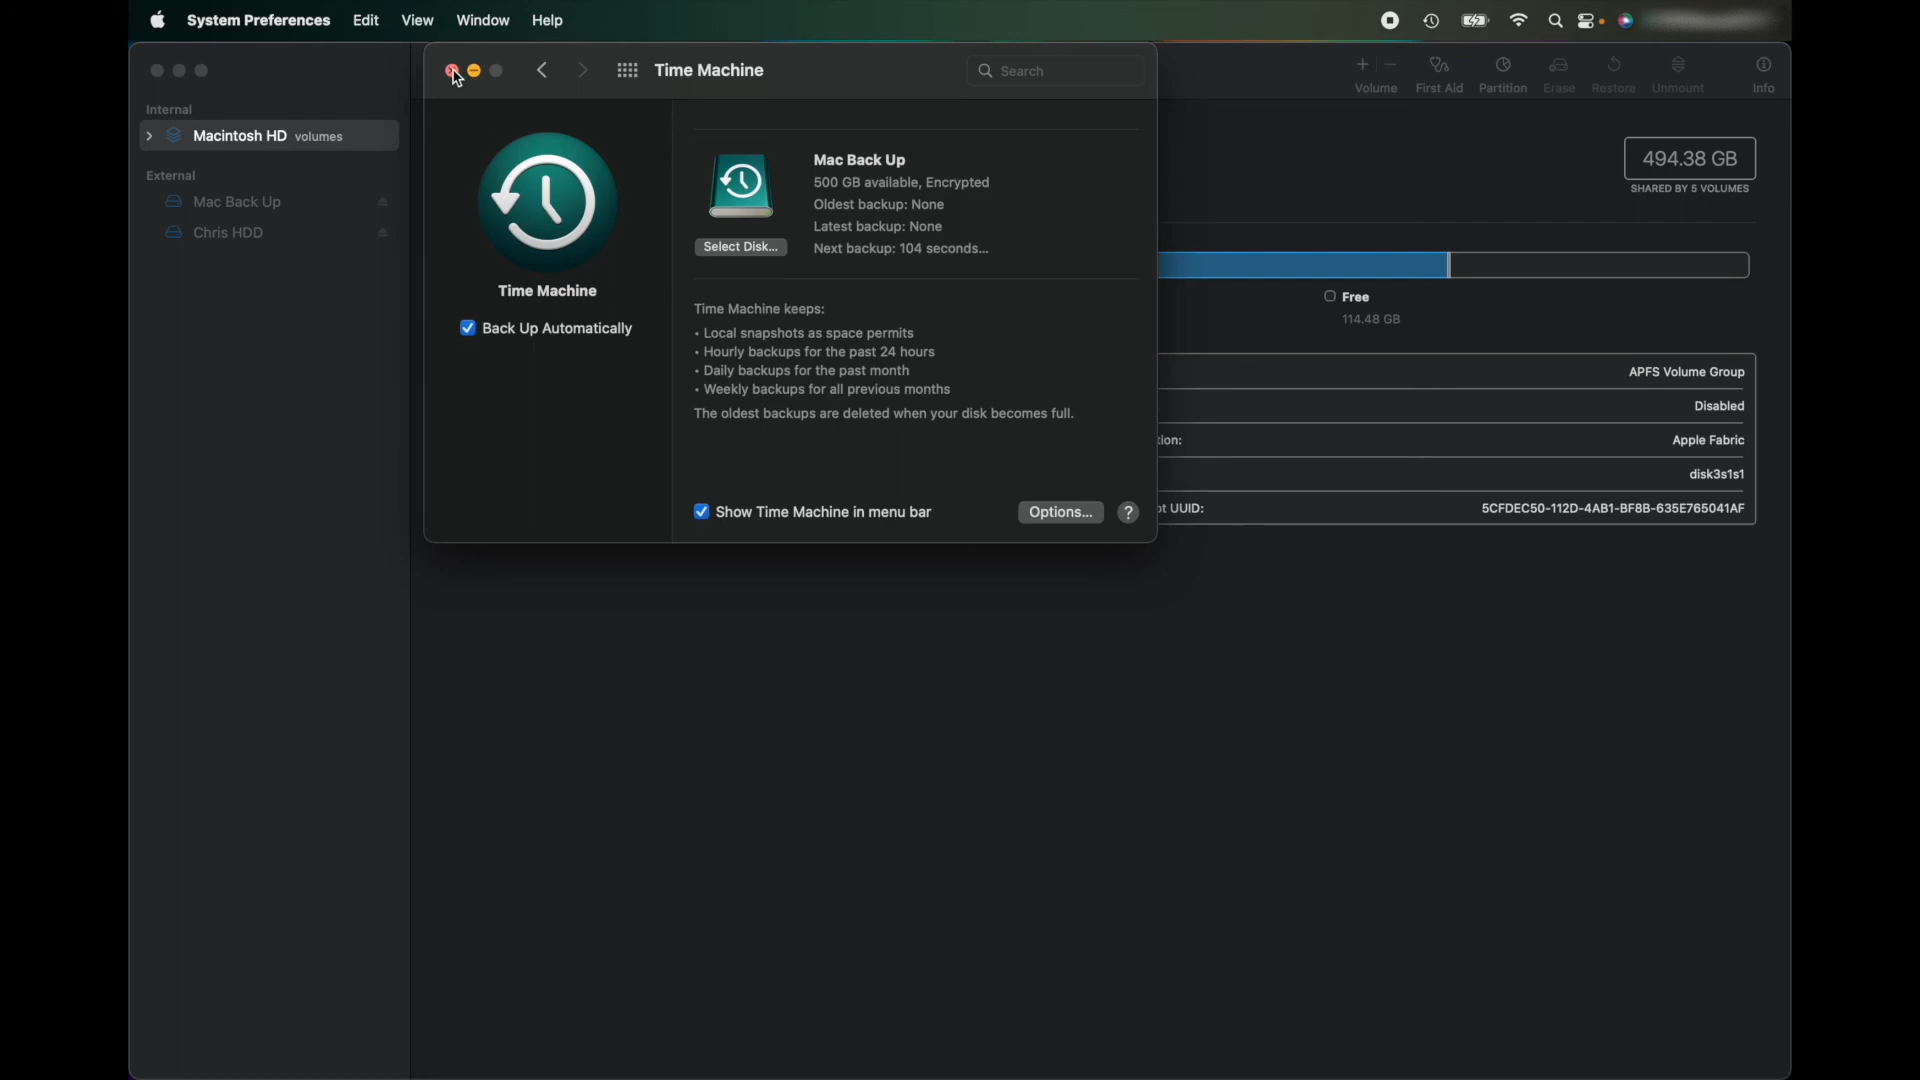 System Preferences Edit View Window Help
Time Machine
Search
Volume First Aid Partition Erase Restore Unmount Info
Internal
Macintosh HD volumes
External
Mac Back Up
Chris HDD
Time Machine
Back Up Automatically
Mac Back Up
500 GB available, Encrypted
Oldest backup: None
Latest backup: None
Next backup: 104 seconds...
Select Disk...
Time Machine keeps:
• Local snapshots as space permits
• Hourly backups for the past 24 hours
• Daily backups for the past month
• Weekly backups for all previous months
The oldest backups are deleted when your disk becomes full.
Show Time Machine in menu bar
Options...
?
494.38 GB
SHARED BY 5 VOLUMES
Free
114.48 GB
APFS Volume Group
Disabled
tion: Apple Fabric
disk3s1s1
nt UUID: 5CFDEC50-112D-4AB1-BF8B-635E765041AF